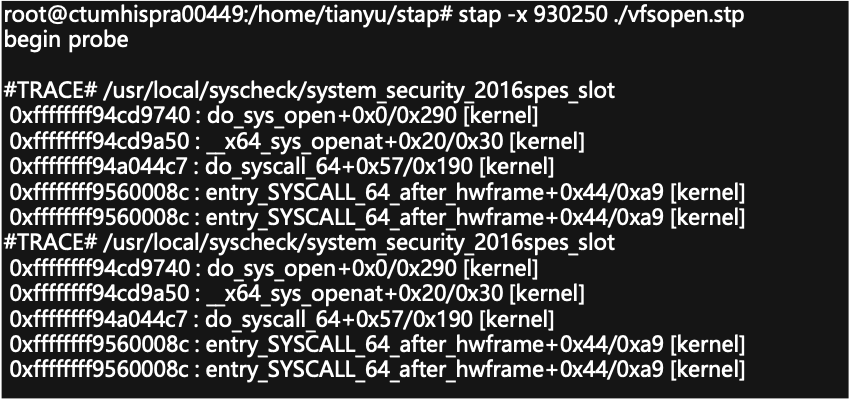 root@ctumhispra00449:/home/tianyu/stap# stap -x 930250 ./vfsopen.stp
begin probe
#TRACE# /usr/local/syscheck/system_security_2016spes_slot
0xffffffff94cd9740 : do_sys_open+0x0/0x290 [kernel]
0xffffffff94cd9a50 : __x64_sys_openat+0x20/0x30 [kernel]
0xffffffff94a044c7 : do_syscall_64+0x57/0x190 [kernel]
0xffffffff9560008c : entry_SYSCALL_64_after_hwframe+0x44/0xa9 [kernel]
0xffffffff9560008c : entry_SYSCALL_64_after_hwframe+0x44/0xa9 [kernel]
#TRACE# /usr/local/syscheck/system_security_2016spes_slot
0xffffffff94cd9740 : do_sys_open+0x0/0x290 [kernel]
0xffffffff94cd9a50 : __x64_sys_openat+0x20/0x30 [kernel]
0xffffffff94a044c7 : do_syscall_64+0x57/0x190 [kernel]
0xffffffff9560008c : entry_SYSCALL_64_after_hwframe+0x44/0xa9 [kernel]
0xffffffff9560008c : entry_SYSCALL_64_after_hwframe+0x44/0xa9 [kernel]